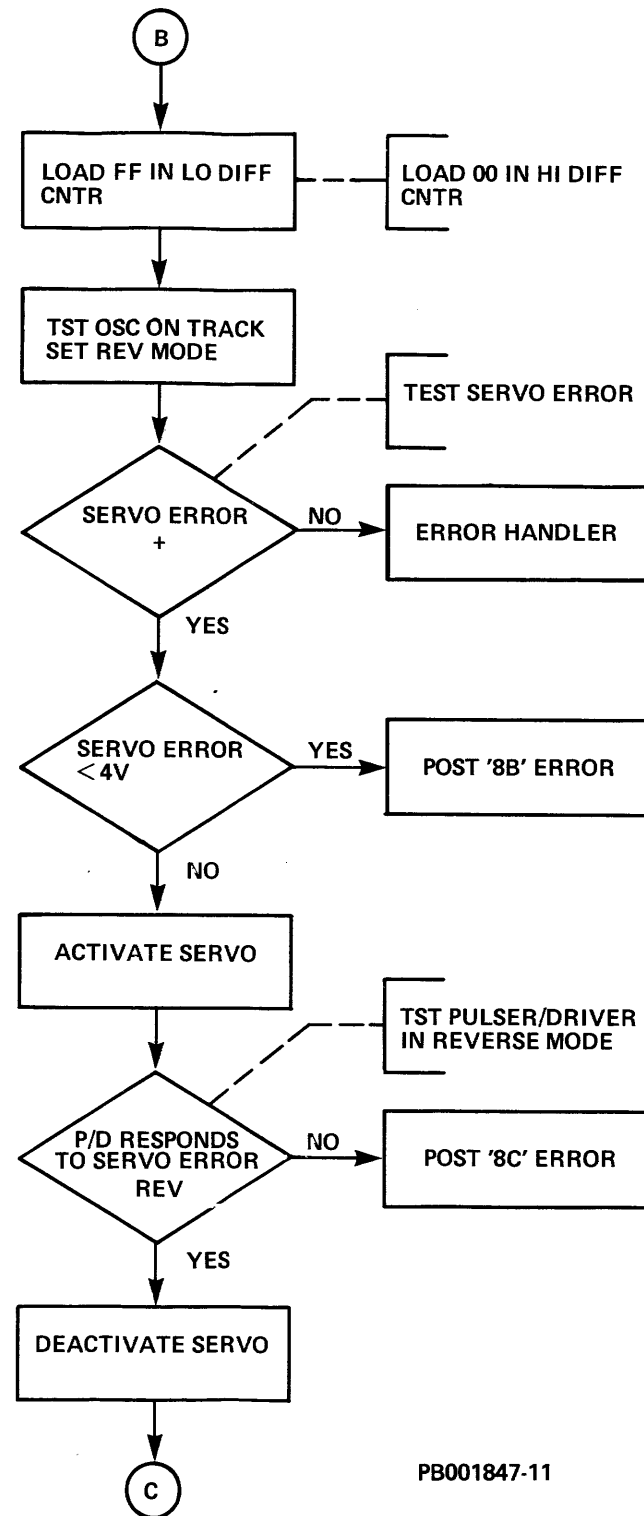 B
LOAD FF IN LO DIFF
CNTR
LOAD 00 IN HI DIFF
CNTR
TST OSC ON TRACK
SET REV MODE
TEST SERVO ERROR
SERVO ERROR
+
NO
ERROR HANDLER
YES
SERVO ERROR
<4V
YES
POST '8B' ERROR
NO
ACTIVATE SERVO
TST PULSER/DRIVER
IN REVERSE MODE
P/D RESPONDS
TO SERVO ERROR
REV
NO
POST '8C' ERROR
YES
DEACTIVATE SERVO
C
PB001847-11